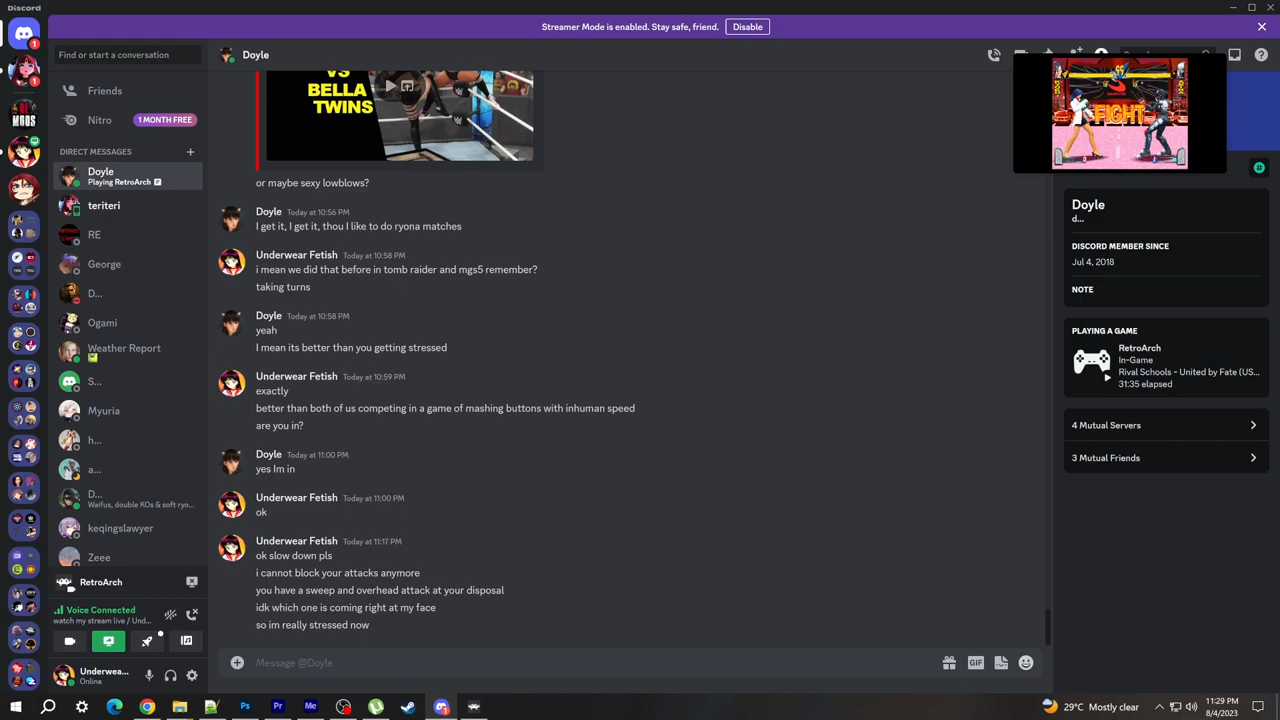 Discord
Streamer Mode is enabled. Stay safe, friend.
Disable
Find or start a conversation
Doyle
Friends
Nitro
1 MONTH FREE
DIRECT MESSAGES
Doyle
Playing RetroArch
teriteri
RE
George
D...
Ogami
Weather Report
S...
Myuria
h...
a...
D...
Waifus, double KOs & soft ryo...
keqingslawyer
Zeee
RetroArch
Voice Connected
watch my stream live / Und...
Underwea...
Online
VS
BELLA
TWINS
or maybe sexy lowblows?
Doyle Today at 10:56 PM
I get it, I get it, thou I like to do ryona matches
Underwear Fetish Today at 10:58 PM
i mean we did that before in tomb raider and mgs5 remember?
taking turns
Doyle Today at 10:58 PM
yeah
I mean its better than you getting stressed
Underwear Fetish Today at 10:59 PM
exactly
better than both of us competing in a game of mashing buttons with inhuman speed
are you in?
Doyle Today at 11:00 PM
yes Im in
Underwear Fetish Today at 11:00 PM
ok
Underwear Fetish Today at 11:17 PM
ok slow down pls
i cannot block your attacks anymore
you have a sweep and overhead attack at your disposal
idk which one is coming right at my face
so im really stressed now
Message @Doyle
GIF
FIGHT
Doyle
d...
DISCORD MEMBER SINCE
Jul 4, 2018
NOTE
PLAYING A GAME
RetroArch
In-Game
Rival Schools - United by Fate (US...
31:35 elapsed
4 Mutual Servers
3 Mutual Friends
29°C Mostly clear
11:29 PM
8/4/2023